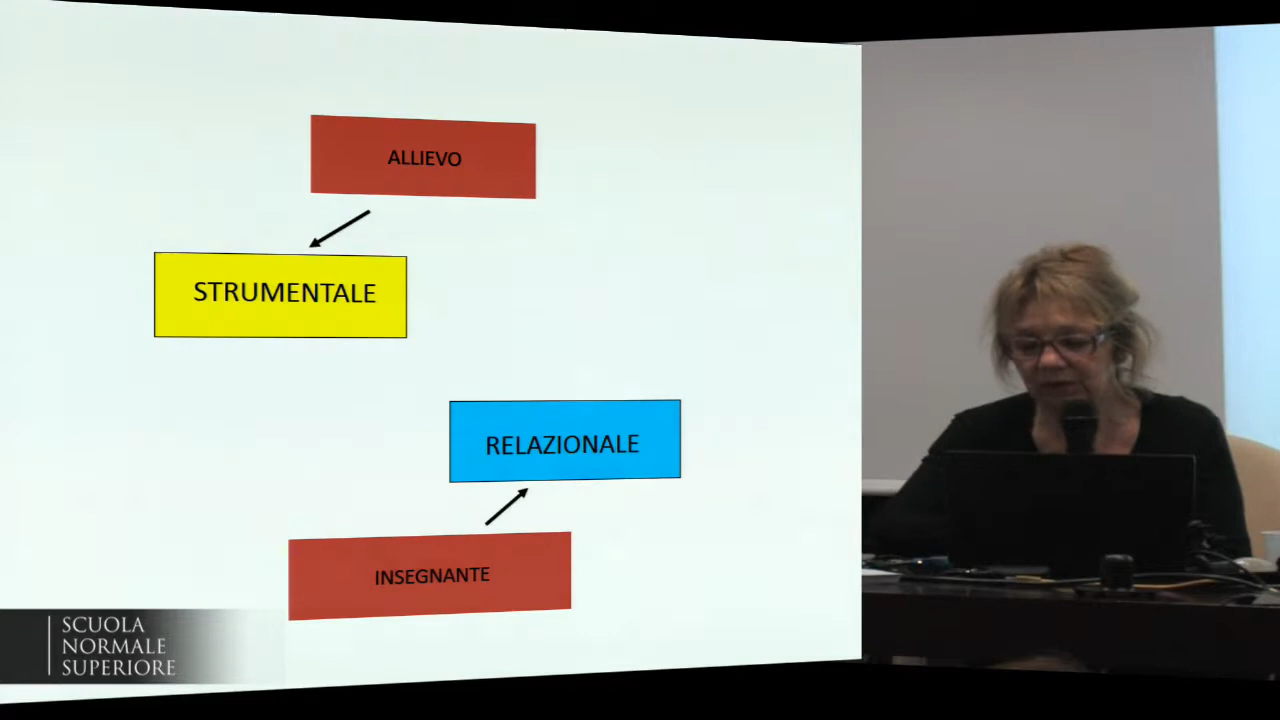 ALLIEVO
STRUMENTALE
RELAZIONALE
INSEGNANTE
SCUOLA
NORMALE
SUPERIORE